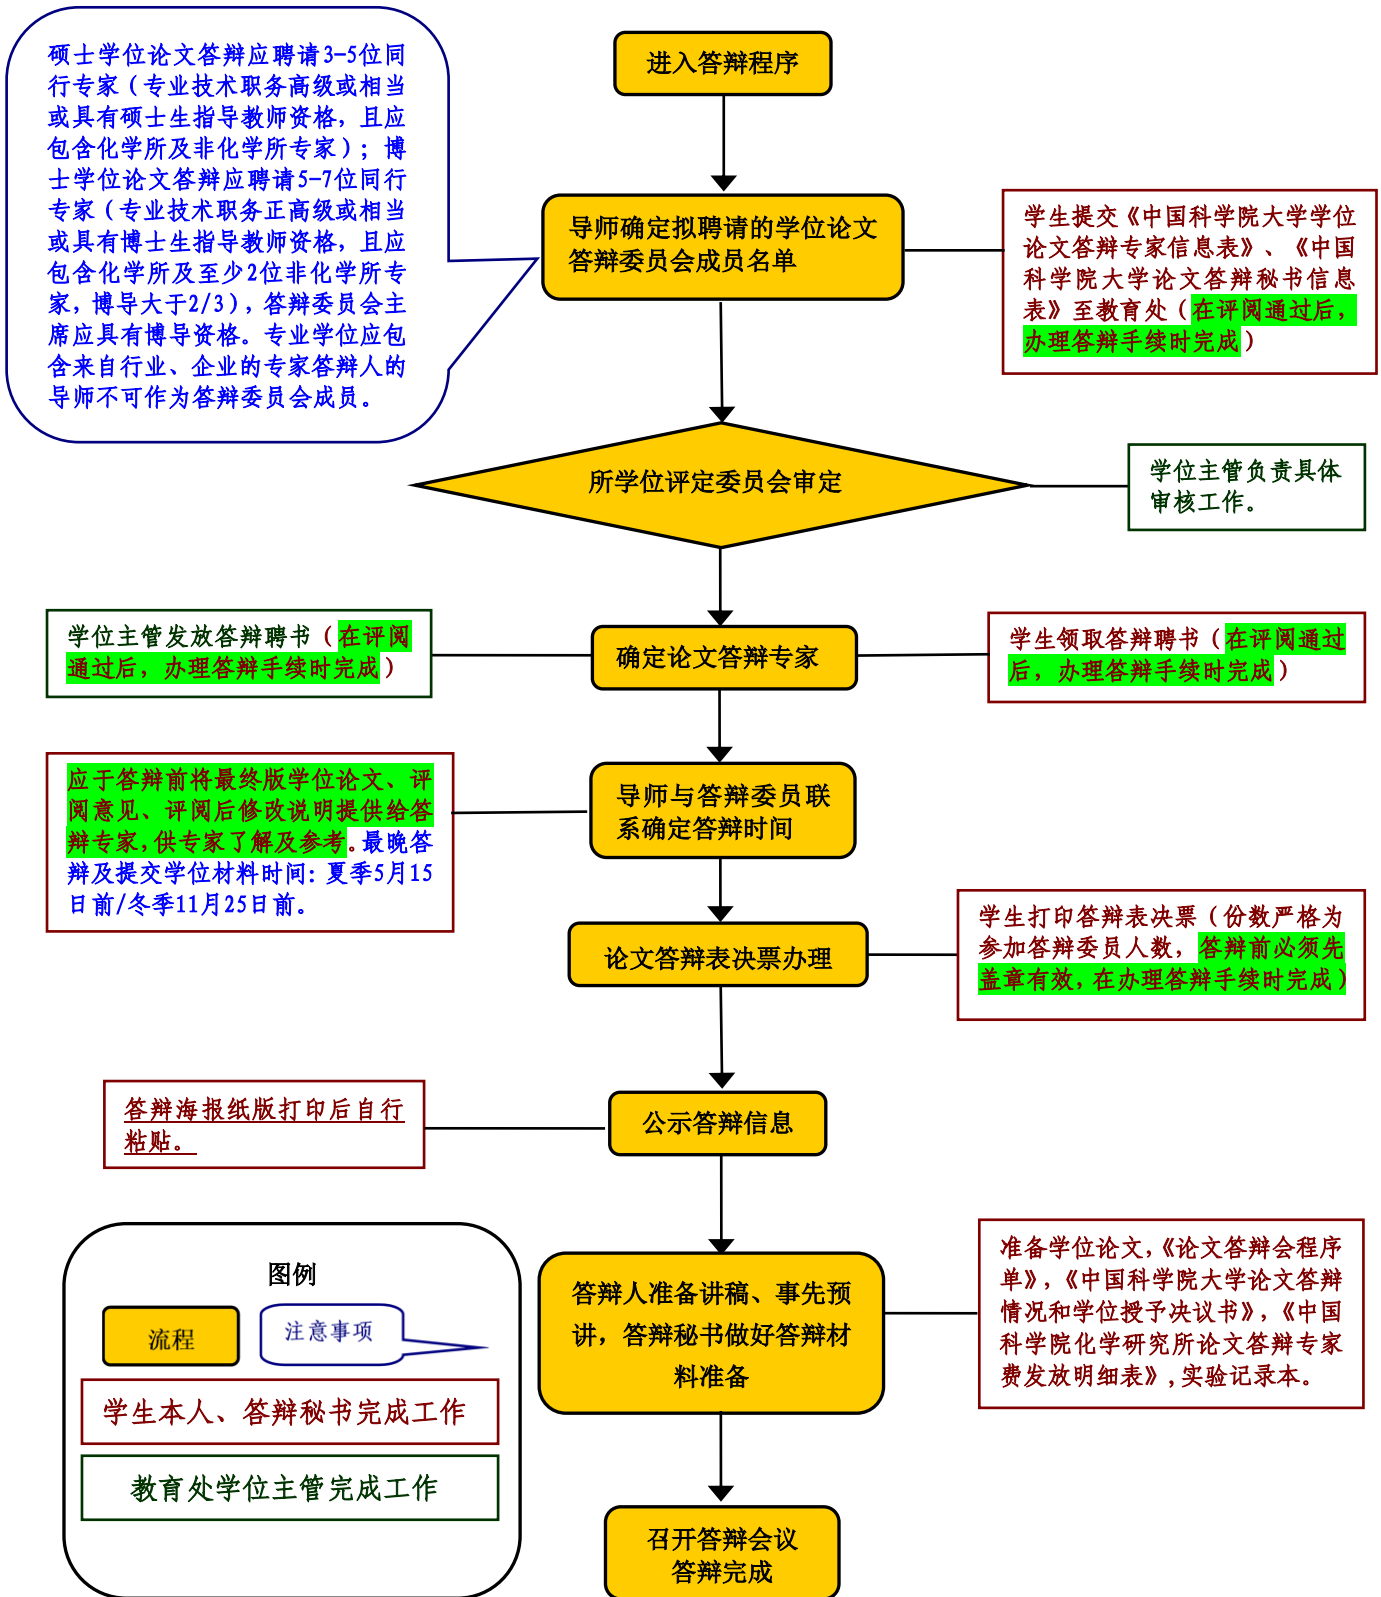 硕士学位论文答辩应聘请3-5位同
行专家（专业技术职务高级或相当
或具有硕士生指导教师资格，且应
包含化学所及非化学所专家）；博
士学位论文答辩应聘请5-7位同行
专家（专业技术职务正高级或相当
或具有博士生指导教师资格，且应
包含化学所及至少2位非化学所专
家，博导大于2/3），答辩委员会主
席应具有博导资格。专业学位应包
含来自行业、企业的专家答辩人的
导师不可作为答辩委员会成员。
进入答辩程序
导师确定拟聘请的学位论文
答辩委员会成员名单
学生提交《中国科学院大学学位
论文答辩专家信息表》、《中国
科学院大学论文答辩秘书信息
表》至教育处（在评阅通过后，
办理答辩手续时完成）
所学位评定委员会审定
学位主管负责具体
审核工作。
学位主管发放答辩聘书（在评阅
通过后，办理答辩手续时完成）
确定论文答辩专家
学生领取答辩聘书（在评阅通过
后，办理答辩手续时完成）
应于答辩前将最终版学位论文、评
阅意见、评阅后修改说明提供给答
辩专家，供专家了解及参考。最晚答
辩及提交学位材料时间：夏季5月15
日前/冬季11月25日前。
导师与答辩委员联
系确定答辩时间
论文答辩表决票办理
学生打印答辩表决票（份数严格为
参加答辩委员人数，答辩前必须先
盖章有效，在办理答辩手续时完成）
答辩海报纸版打印后自行
粘贴。
公示答辩信息
答辩人准备讲稿、事先预
讲，答辩秘书做好答辩材
料准备
准备学位论文，《论文答辩会程序
单》，《中国科学院大学论文答辩
情况和学位授予决议书》，《中国
科学院化学研究所论文答辩专家
费发放明细表》，实验记录本。
召开答辩会议
答辩完成
图例
流程
注意事项
学生本人、答辩秘书完成工作
教育处学位主管完成工作